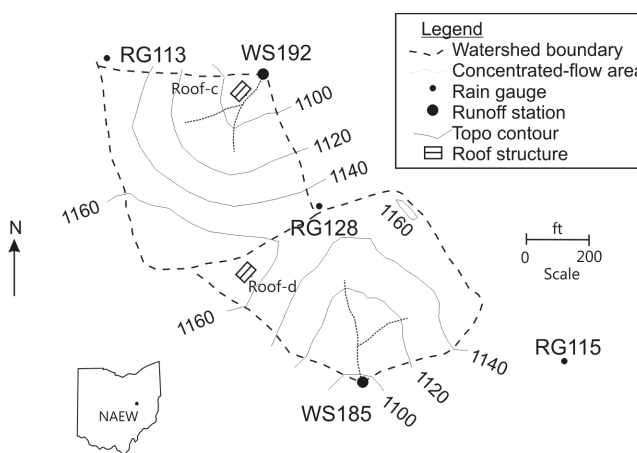 Legend
Watershed boundary
Concentrated-flow area
Rain gauge
Runoff station
Topo contour
Roof structure
RG113
WS192
Roof-c
1100
1120
1140
1160
RG128
1160
N
ft
0 200
Scale
Roof-d
1160
RG115
1140
1120
1100
WS185
NAEW